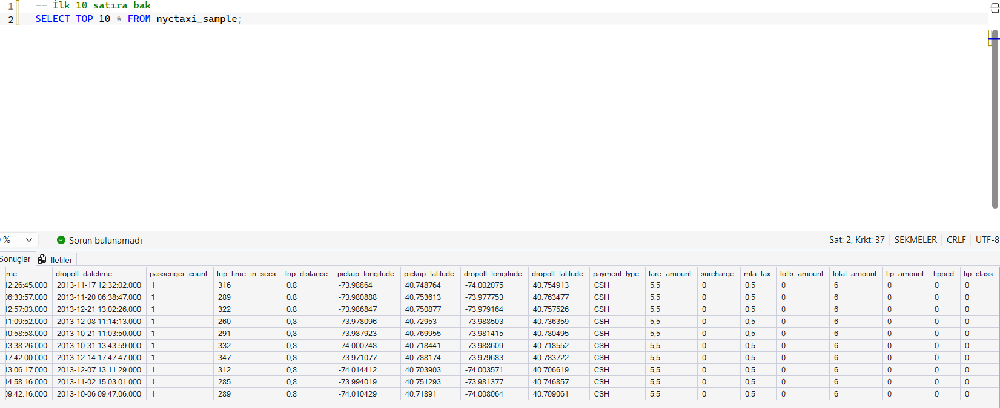 1 -- İlk 10 satıra bak
2 SELECT TOP 10 * FROM nyctaxi_sample;
% Sorun bulunamadı Sat: 2, Krkt: 37 SEKMELER CRLF UTF-8
Sonuçlar İletiler
me dropoff_datetime passenger_count trip_time_in_secs trip_distance pickup_longitude pickup_latitude dropoff_longitude dropoff_latitude payment_type fare_amount surcharge mta_tax tolls_amount total_amount tip_amount tipped tip_class
12:26:45.000 2013-11-17 12:32:02.000 1 316 0,8 -73.98864 40.748764 -74.002075 40.754913 CSH 5,5 0 0,5 0 6 0 0 0
06:33:57.000 2013-11-20 06:38:47.000 1 289 0,8 -73.980888 40.753613 -73.977753 40.763477 CSH 5,5 0 0,5 0 6 0 0 0
12:57:03.000 2013-12-21 13:02:26.000 1 322 0,8 -73.986847 40.750877 -73.979164 40.757526 CSH 5,5 0 0,5 0 6 0 0 0
11:09:52.000 2013-12-08 11:14:13.000 1 260 0,8 -73.978096 40.72953 -73.988503 40.736359 CSH 5,5 0 0,5 0 6 0 0 0
10:58:58.000 2013-10-21 11:03:50.000 1 291 0,8 -73.987923 40.769955 -73.981415 40.780495 CSH 5,5 0 0,5 0 6 0 0 0
13:38:26.000 2013-10-31 13:43:59.000 1 332 0,8 -74.000748 40.718441 -73.988609 40.718552 CSH 5,5 0 0,5 0 6 0 0 0
17:42:00.000 2013-12-14 17:47:47.000 1 347 0,8 -73.971077 40.788174 -73.979683 40.783722 CSH 5,5 0 0,5 0 6 0 0 0
13:06:17.000 2013-12-07 13:11:29.000 1 312 0,8 -74.014412 40.703903 -74.003571 40.706619 CSH 5,5 0 0,5 0 6 0 0 0
14:58:16.000 2013-11-02 15:03:01.000 1 285 0,8 -73.994019 40.751293 -73.981377 40.746857 CSH 5,5 0 0,5 0 6 0 0 0
09:42:16.000 2013-10-06 09:47:06.000 1 289 0,8 -74.010429 40.71891 -74.008064 40.709061 CSH 5,5 0 0,5 0 6 0 0 0